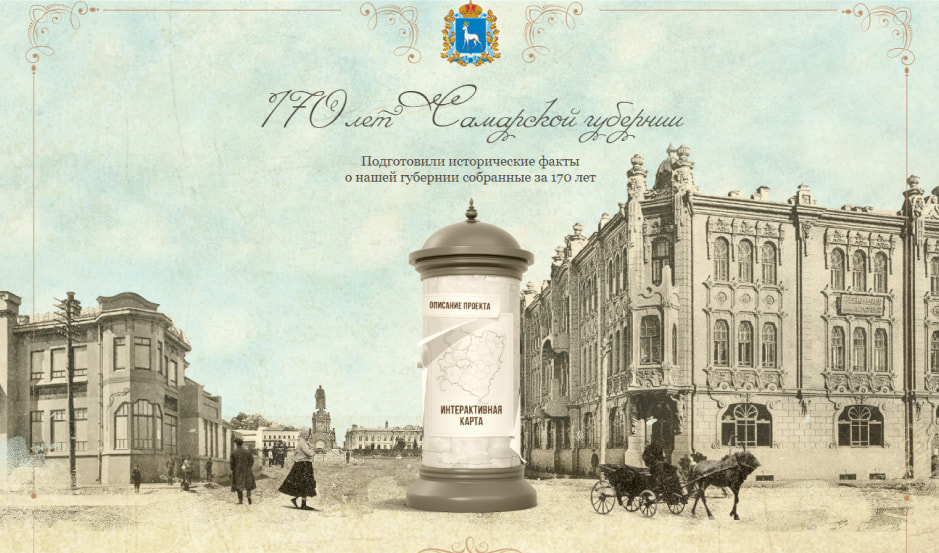 170 лет Самарской губернии
Подготовили исторические факты
о нашей губернии собранные за 170 лет
ОПИСАНИЕ ПРОЕКТА
ИНТЕРАКТИВНАЯ
КАРТА